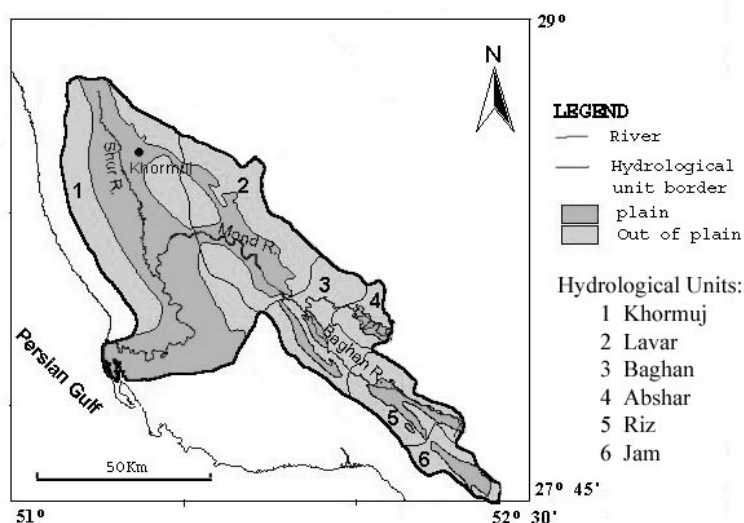 29°
N
LEGEND
River
Hydrological
unit border
plain
Out of plain
Hydrological Units:
1 Khormuj
2 Lavar
3 Baghan
4 Abshar
5 Riz
6 Jam
Khormuj
Shur R.
1
2
Mond R.
3
4
Baghan R.
5
6
Persian Gulf
50Km
51°
52° 30'
27° 45'